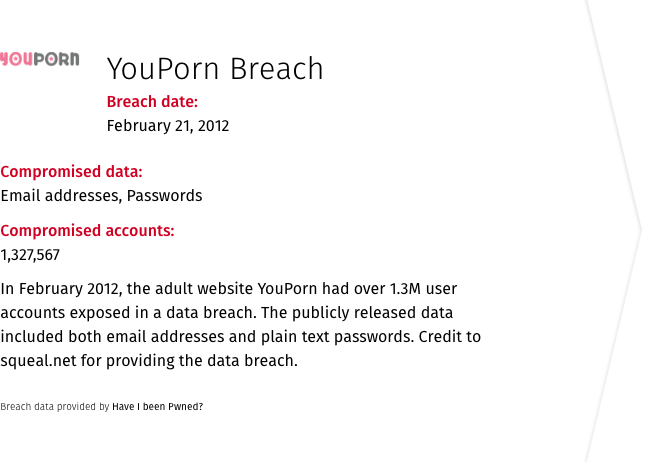 YOUPORN
YouPorn Breach
Breach date:
February 21, 2012
Compromised data:
Email addresses, Passwords
Compromised accounts:
1,327,567
In February 2012, the adult website YouPorn had over 1.3M user
accounts exposed in a data breach. The publicly released data
included both email addresses and plain text passwords. Credit to
squeal.net for providing the data breach.
Breach data provided by Have I been Pwned?